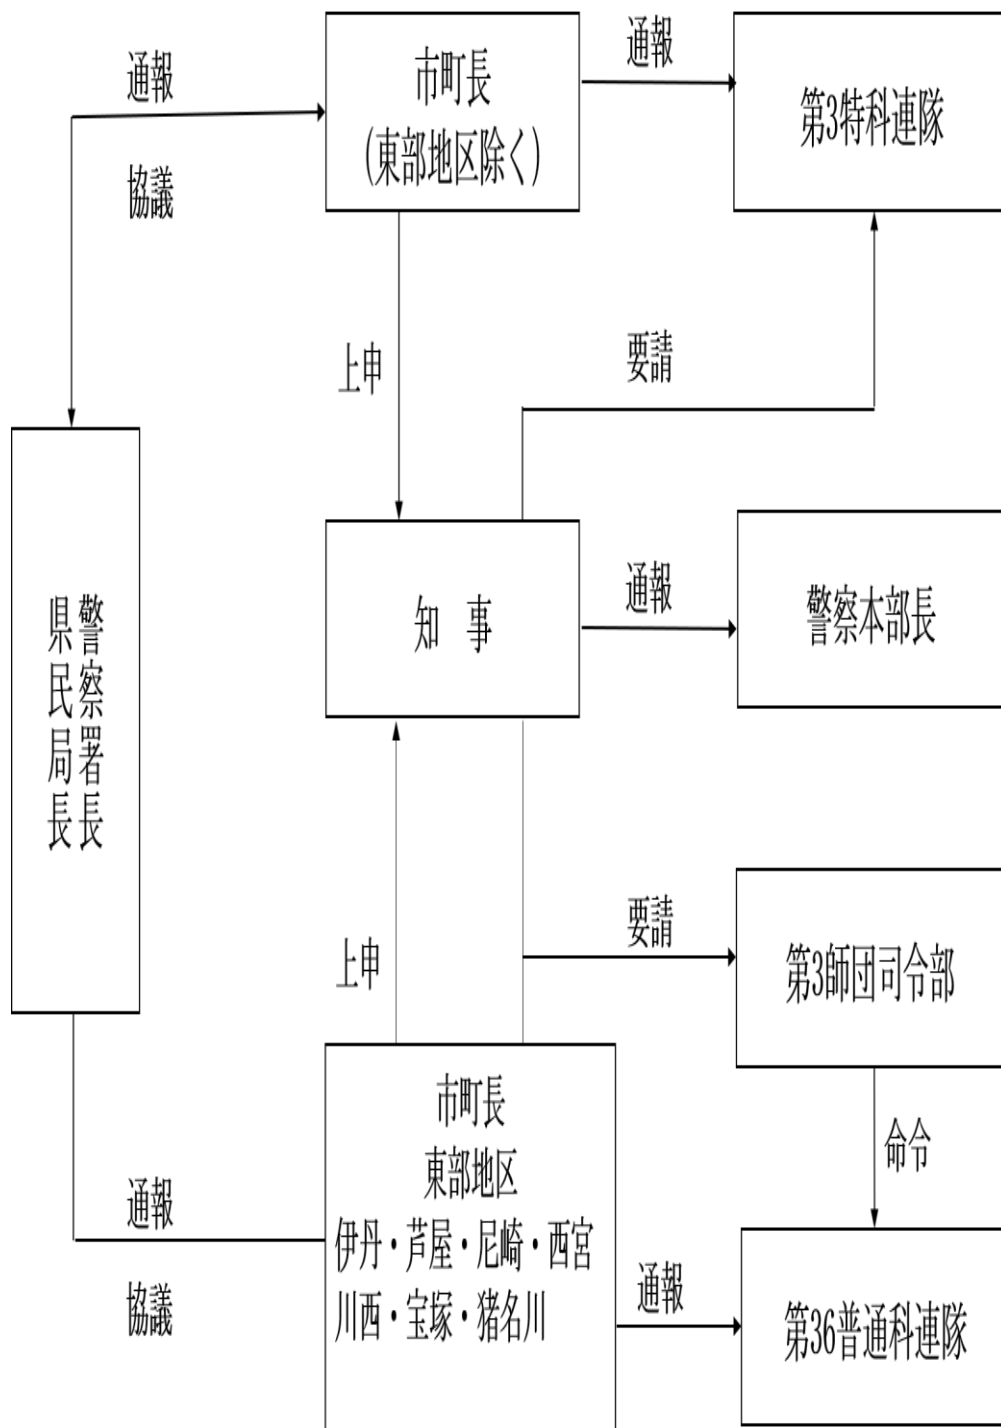 通報
協議
市町長
(東部地区除く)
通報
第3特科連隊
上申
要請
警察署長
県民局長
知 事
通報
警察本部長
上申
要請
第3師団司令部
命令
通報
協議
市町長
東部地区
伊丹・芦屋・尼崎・西宮
川西・宝塚・猪名川
通報
第36普通科連隊